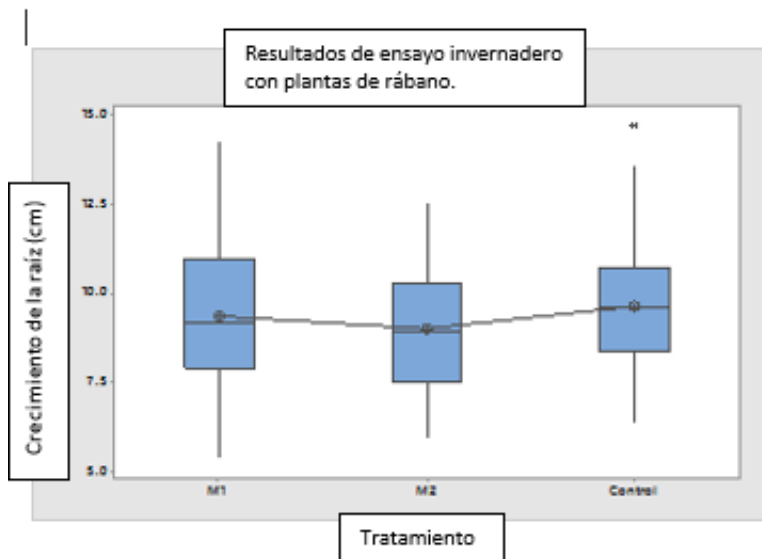 Resultados de ensayo invernadero
con plantas de rábano.
15.0
12.5
10.0
7.5
5.0
Crecimiento de la raíz (cm)
M1
M2
Control
Tratamiento